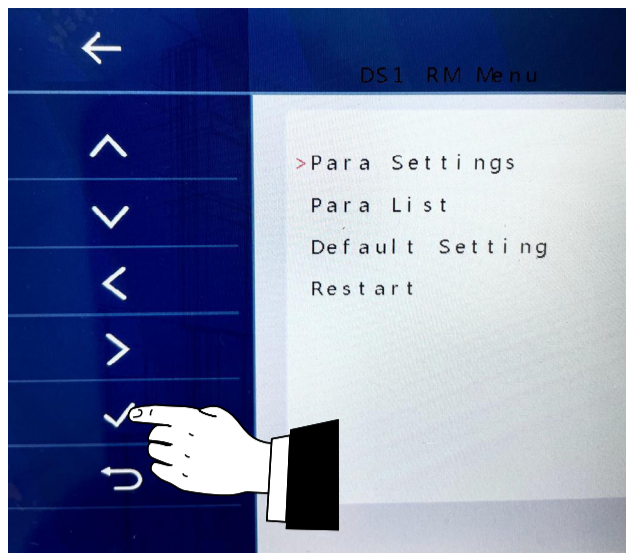 DS1 RM Menu
>Para Settings
Para List
Default Setting
Restart